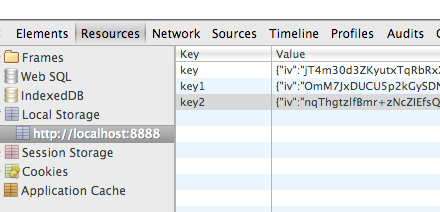 Elements Resources Network Sources Timeline Profiles Audits
Frames
Web SQL
IndexedDB
Local Storage
http://localhost:8888
Session Storage
Cookies
Application Cache
Key Value
key {"iv":"jT4m30d3ZKyutxTqRbRx
key1 {"iv":"OmM7JxDUCU5p2kGySDN
key2 {"iv":"nqThgtzlfBmr+zNcZIEfsQ